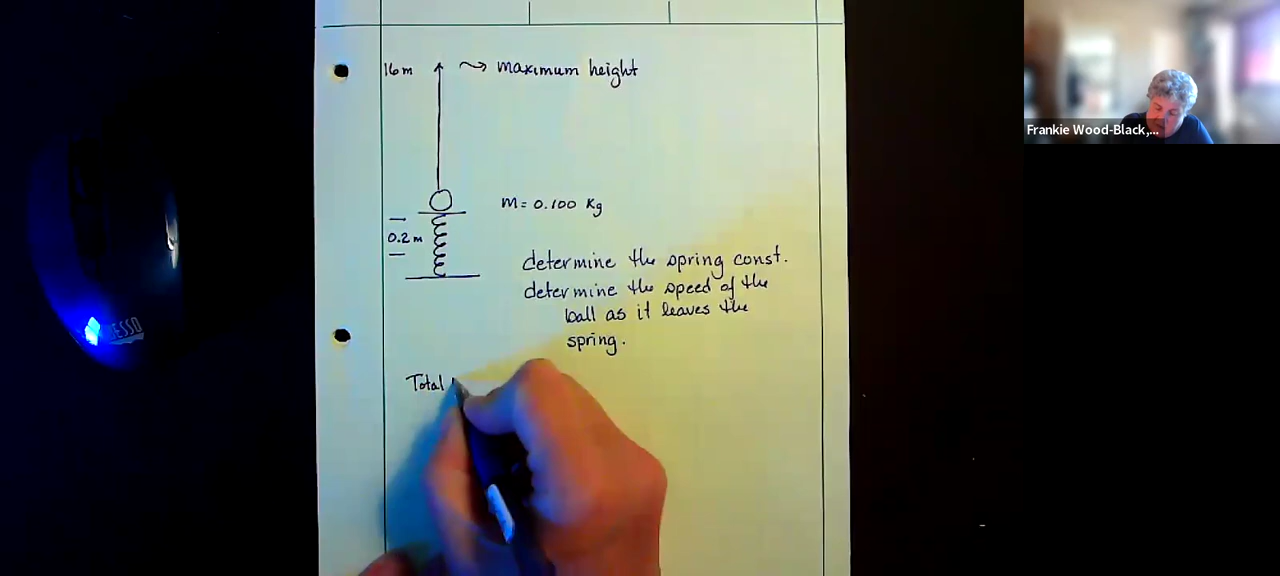 16m ~> maximum height
m = 0.100 Kg
0.2 m
determine the spring const.
determine the speed of the
ball as it leaves the
spring.
Total
Frankie Wood-Black,...